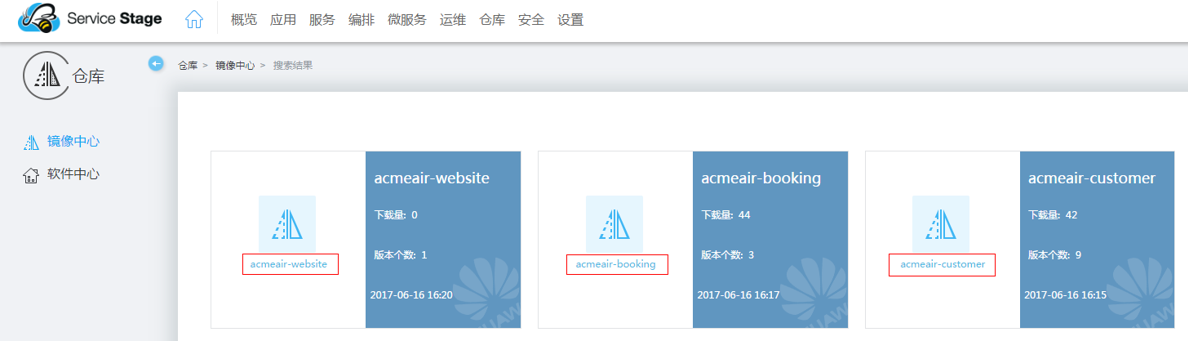 Service Stage 概览 应用 服务 编排 微服务 运维 仓库 安全 设置
仓库
仓库 > 镜像中心 > 搜索结果
镜像中心
软件中心
acmeair-website
下载量: 0
版本个数: 1
2017-06-16 16:20
acmeair-website
acmeair-booking
下载量: 44
版本个数: 3
2017-06-16 16:17
acmeair-booking
acmeair-customer
下载量: 42
版本个数: 9
2017-06-16 16:15
acmeair-customer